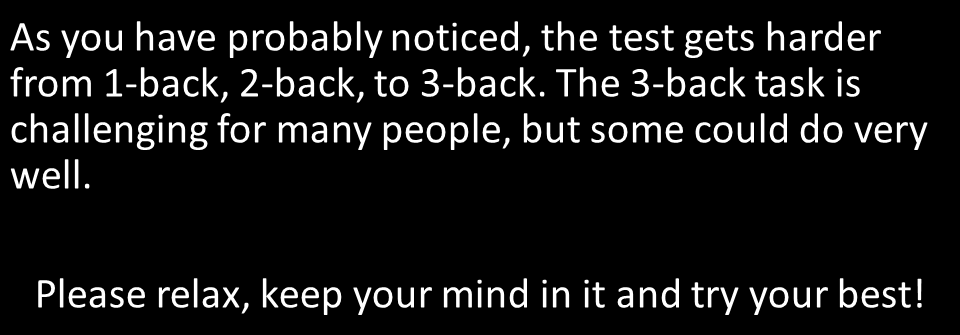 As you have probably noticed, the test gets harder
from 1-back, 2-back, to 3-back. The 3-back task is
challenging for many people, but some could do very
well.
Please relax, keep your mind in it and try your best!